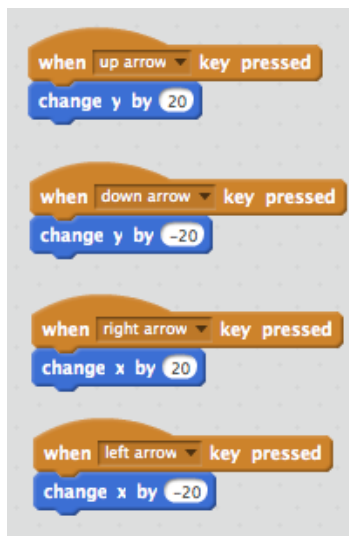 when up arrow key pressed
change y by 20
when down arrow key pressed
change y by -20
when right arrow key pressed
change x by 20
when left arrow key pressed
change x by -20